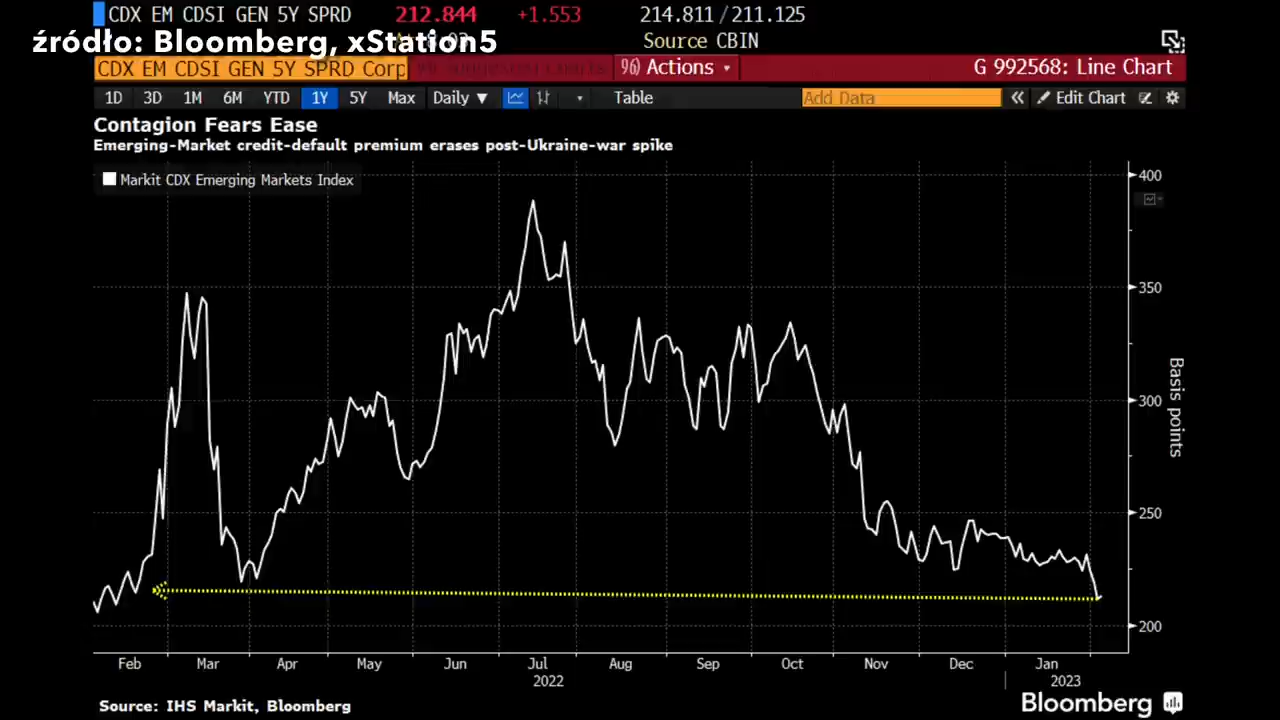 CDX EM CDSI GEN 5Y SPRD 212.844 +1.553 214.811/211.125
źródło: Bloomberg, xStation5
Source CBIN
CDX EM CDSI GEN 5Y SPRD Corp 96) Actions G 992568: Line Chart
1D 3D 1M 6M YTD 1Y 5Y Max Daily ▼ Table Add Data « Edit Chart
Contagion Fears Ease
Emerging-Market credit-default premium erases post-Ukraine-war spike
Markit CDX Emerging Markets Index
400
350
300
250
200
Basis points
Feb Mar Apr May Jun Jul Aug Sep Oct Nov Dec Jan
2022 2023
Source: IHS Markit, Bloomberg
Bloomberg